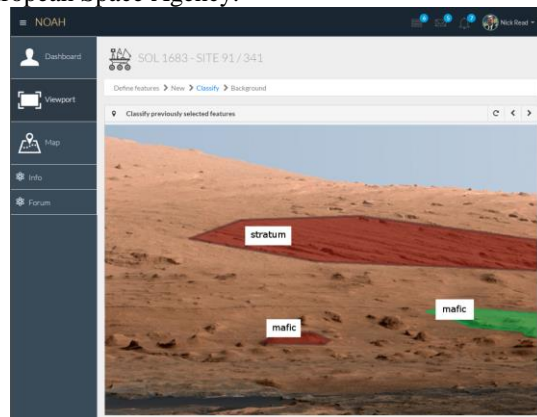 ropean Space Agency.
NOAH
Nick Read
Dashboard
SOL 1683 - SITE 91 / 341
Define features > New > Classify > Background
Viewport
Classify previously selected features
Map
Info
Forum
stratum
mafic
mafic